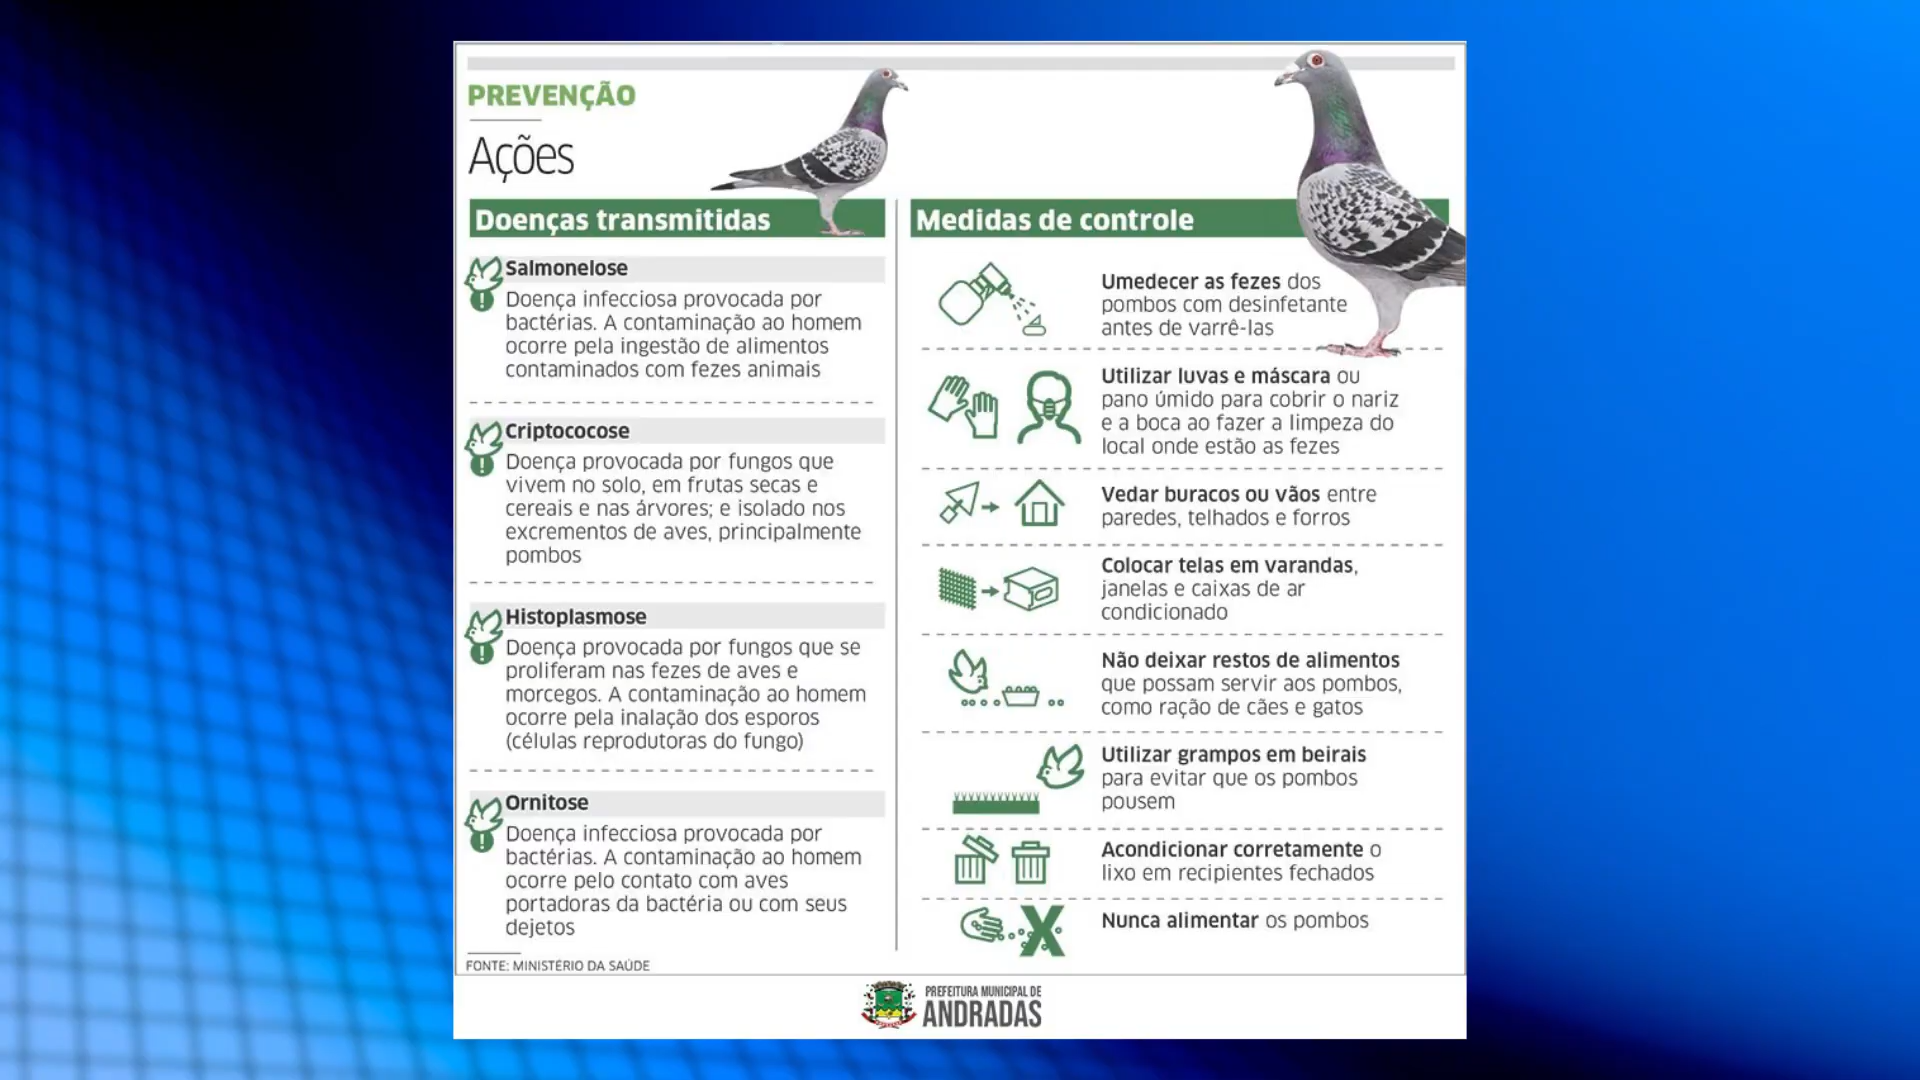 PREVENÇÃO
Ações
Doenças transmitidas
Salmonelose
Doença infecciosa provocada por
bactérias. A contaminação ao homem
ocorre pela ingestão de alimentos
contaminados com fezes animais
Criptococose
Doença provocada por fungos que
vivem no solo, em frutas secas e
cereais e nas árvores; e isolado nos
excrementos de aves, principalmente
pombos
Histoplasmose
Doença provocada por fungos que se
proliferam nas fezes de aves e
morcegos. A contaminação ao homem
ocorre pela inalação dos esporos
(células reprodutoras do fungo)
Ornitose
Doença infecciosa provocada por
bactérias. A contaminação ao homem
ocorre pelo contato com aves
portadoras da bactéria ou com seus
dejetos
FONTE: MINISTÉRIO DA SAÚDE
Medidas de controle
Umedecer as fezes dos
pombos com desinfetante
antes de varrê-las
Utilizar luvas e máscara ou
pano úmido para cobrir o nariz
e a boca ao fazer a limpeza do
local onde estão as fezes
Vedar buracos ou vãos entre
paredes, telhados e forros
Colocar telas em varandas,
janelas e caixas de ar
condicionado
Não deixar restos de alimentos
que possam servir aos pombos,
como ração de cães e gatos
Utilizar grampos em beirais
para evitar que os pombos
pousem
Acondicionar corretamente o
lixo em recipientes fechados
Nunca alimentar os pombos
PREFEITURA MUNICIPAL DE
ANDRADAS